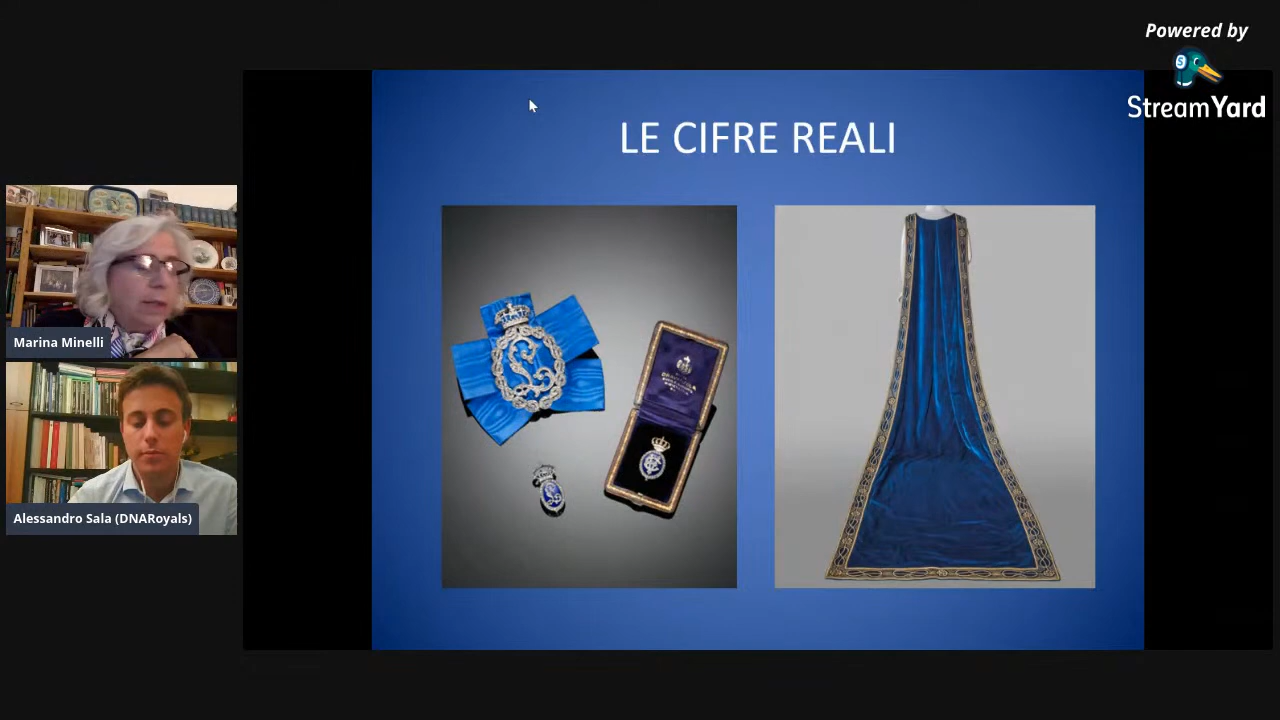 Powered by
StreamYard
LE CIFRE REALI
Marina Minelli
Alessandro Sala (DNARoyals)